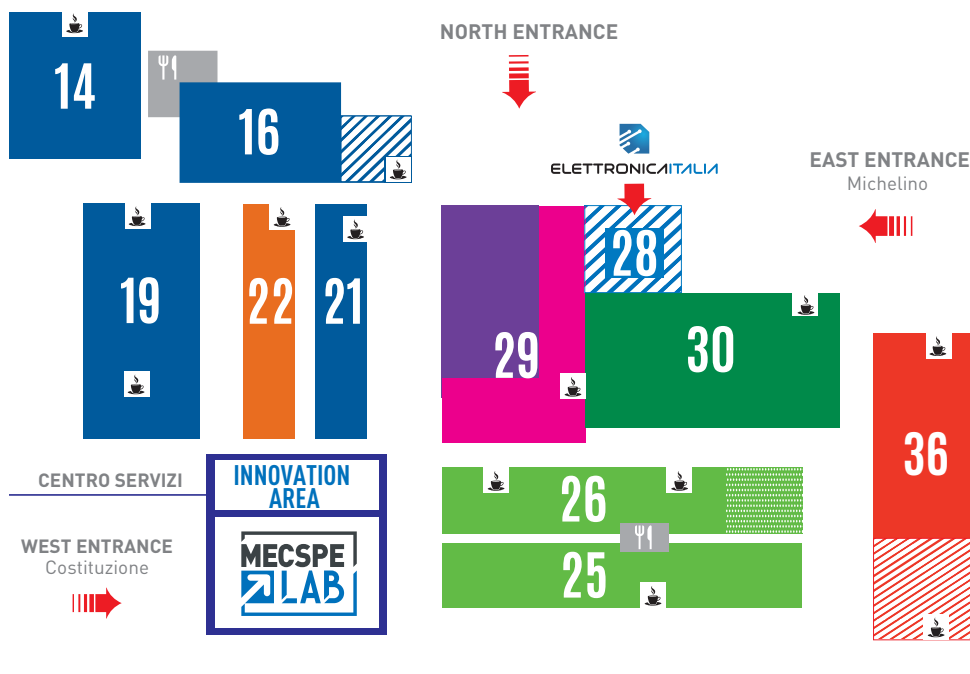 NORTH ENTRANCE
14
16
ELETTRONICAITALIA
EAST ENTRANCE
Michelino
28
19
22
21
29
30
36
CENTRO SERVIZI
INNOVATION
AREA
26
WEST ENTRANCE
Costituzione
MECSPE
LAB
25